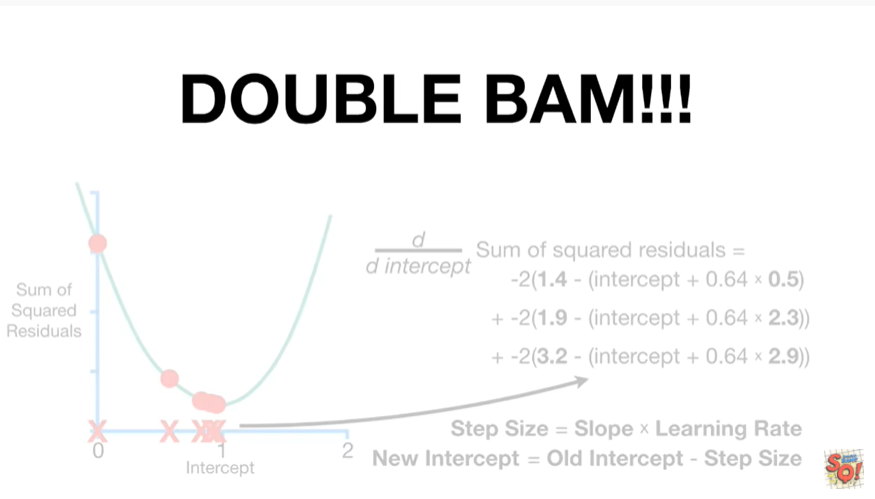 DOUBLE BAM!!!
d
d intercept
Sum of squared residuals =
-2(1.4 - (intercept + 0.64 × 0.5)
+ -2(1.9 - (intercept + 0.64 × 2.3))
+ -2(3.2 - (intercept + 0.64 × 2.9))
Sum of
Squared
Residuals
X X X X X
0 1 2
Intercept
Step Size = Slope × Learning Rate
New Intercept = Old Intercept - Step Size
SQ!